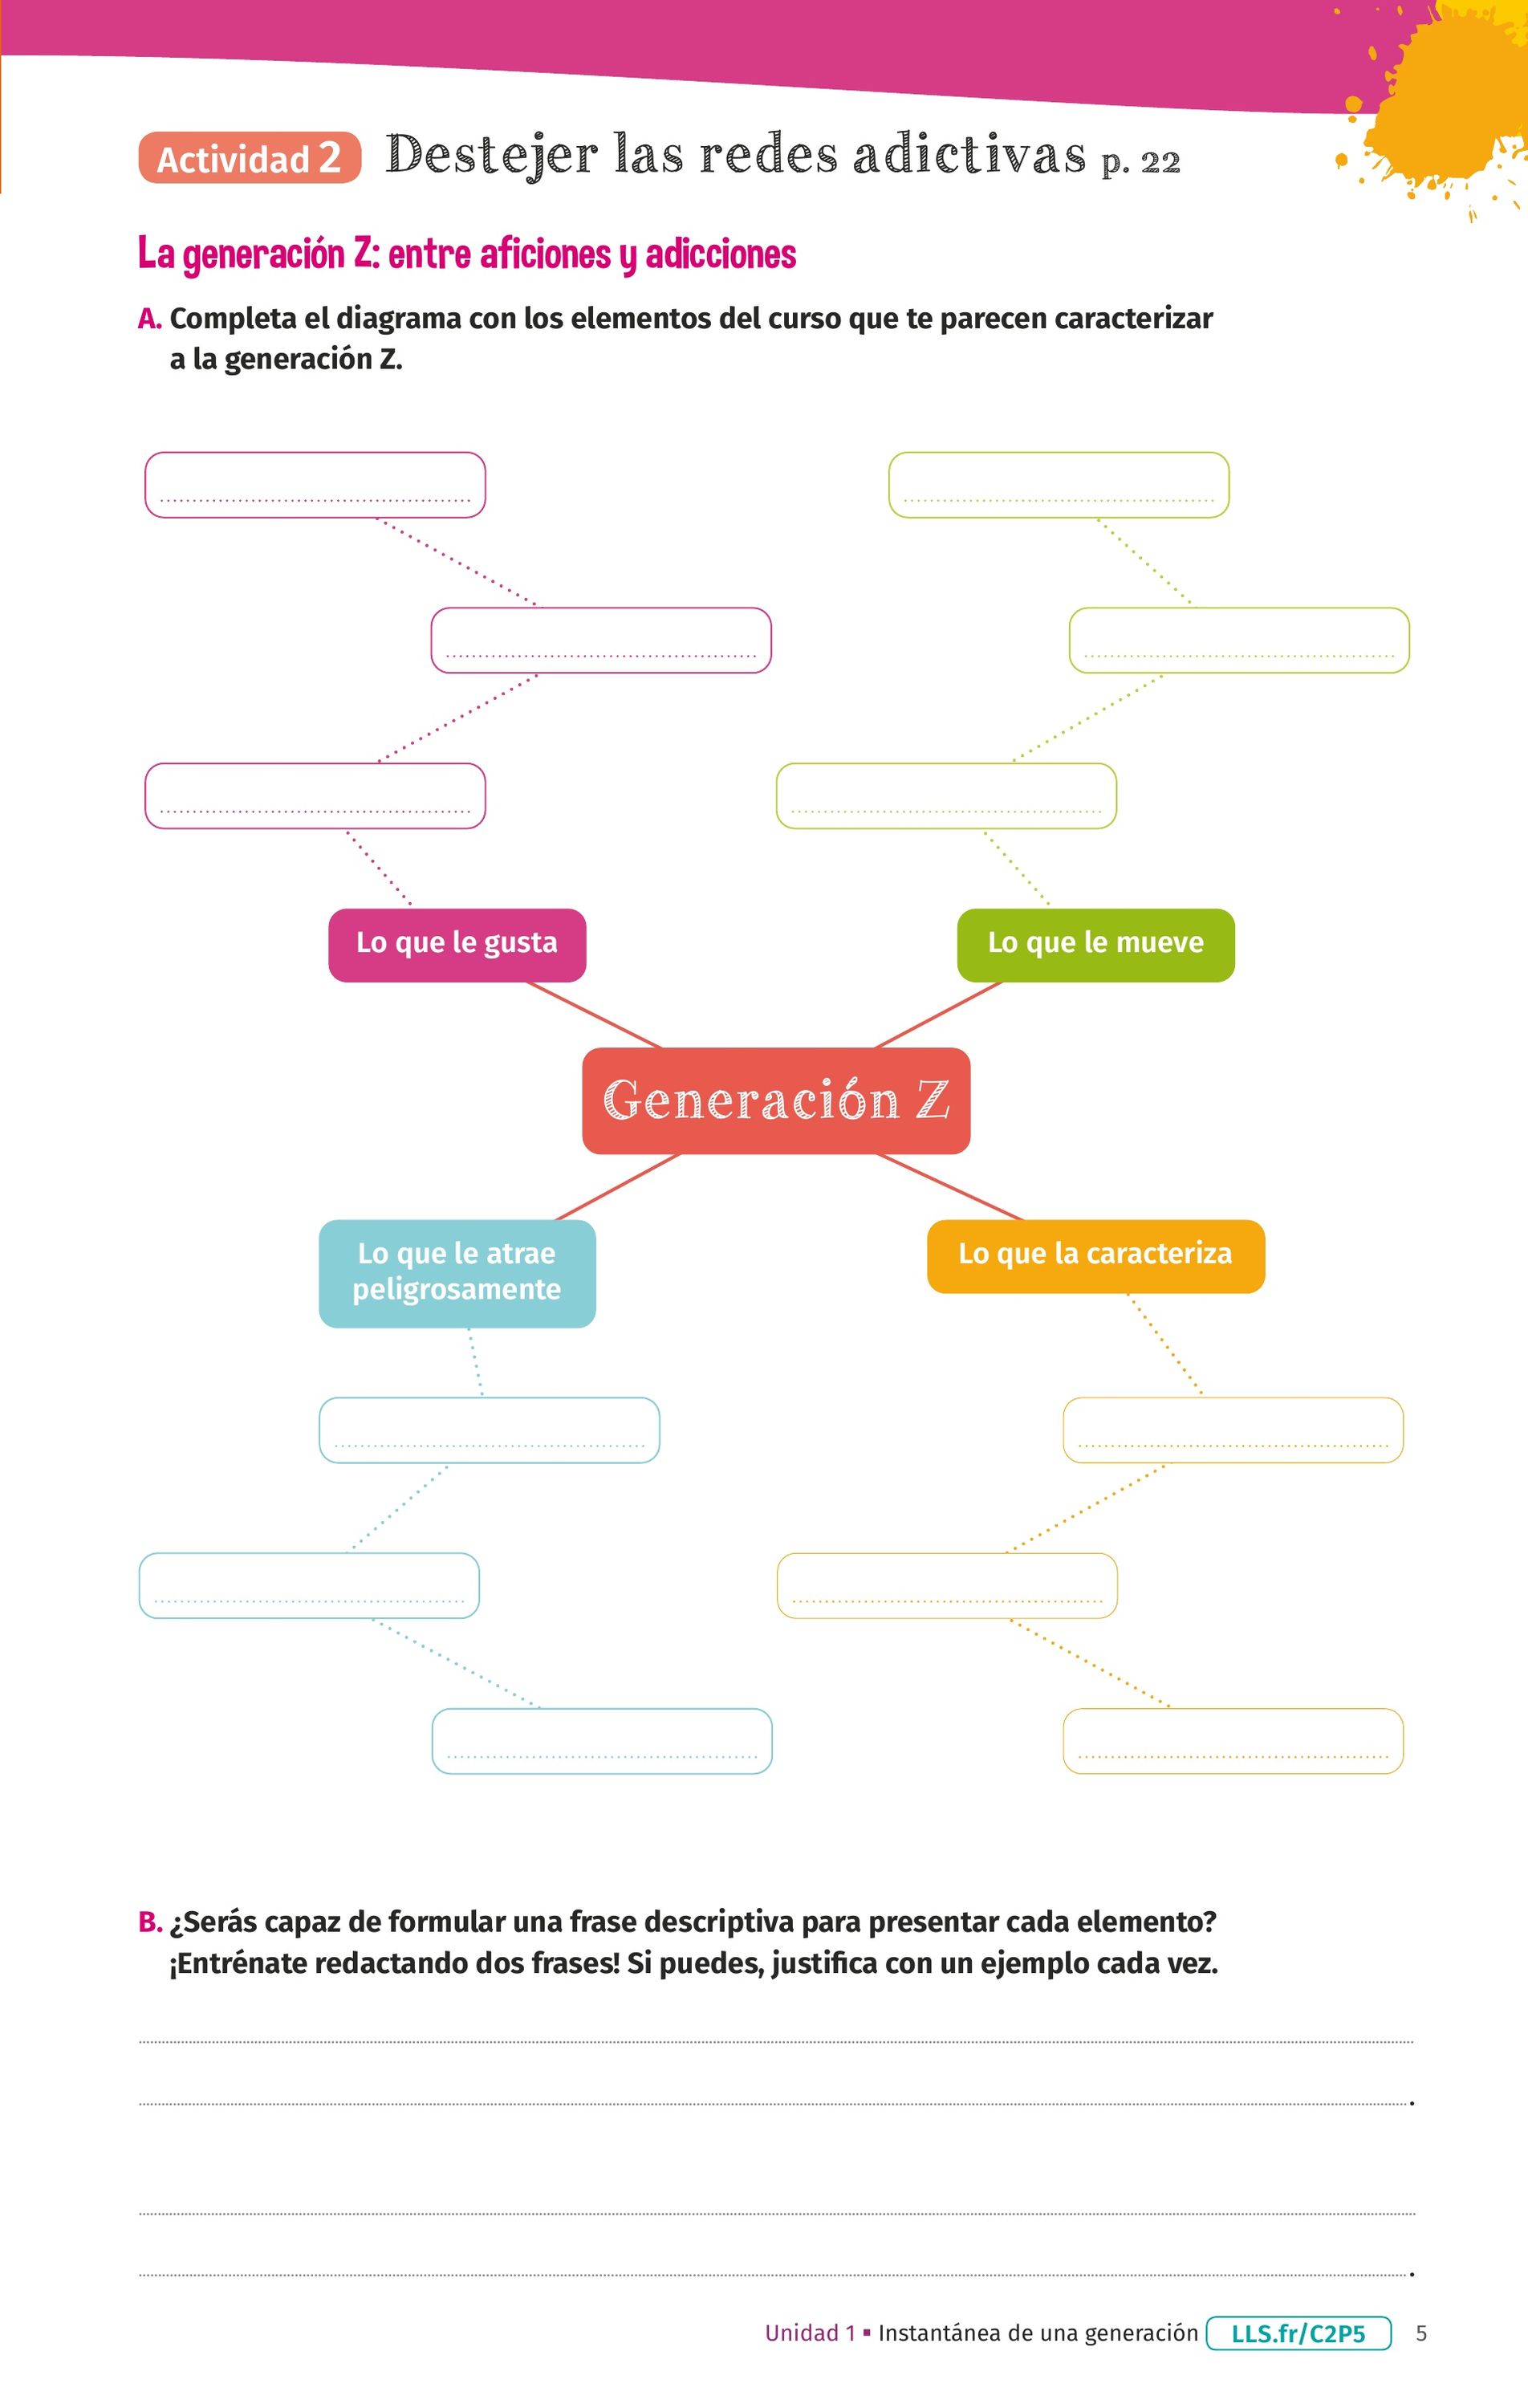 Actividad 2 Destejer las redes adictivas p. 22
La generación Z: entre aficiones y adicciones
A. Completa el diagrama con los elementos del curso que te parecen caracterizar
a la generación Z.
Lo que le gusta
Lo que le mueve
Generación Z
Lo que le atrae
peligrosamente
Lo que la caracteriza
B. ¿Serás capaz de formular una frase descriptiva para presentar cada elemento?
¡Entrénate redactando dos frases! Si puedes, justifica con un ejemplo cada vez.
Unidad 1 ▪ Instantánea de una generación LLS.fr/C2P5 5